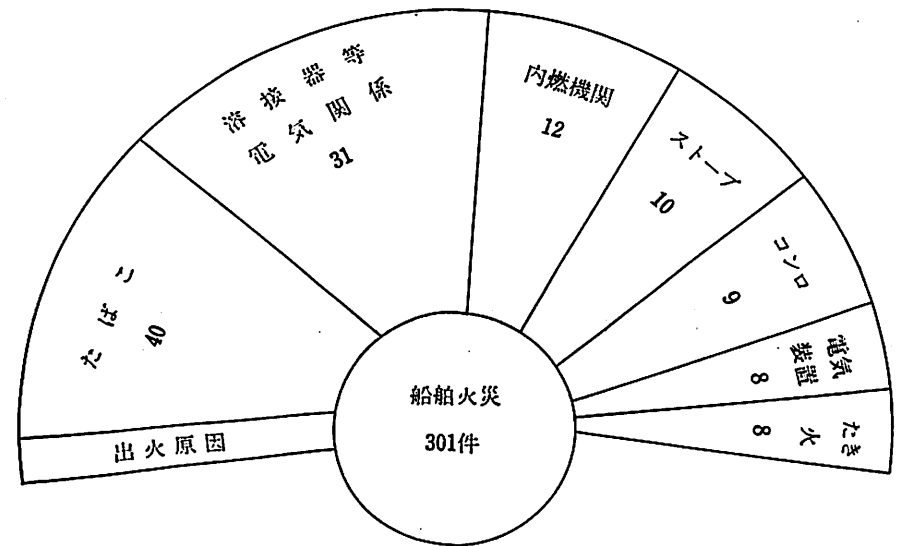 船舶火災
301件
出火原因
たばこ
40
溶接器等
電気関係
31
内燃機関
12
ストーブ
10
コンロ
9
電気
装置
8
たき
火
8